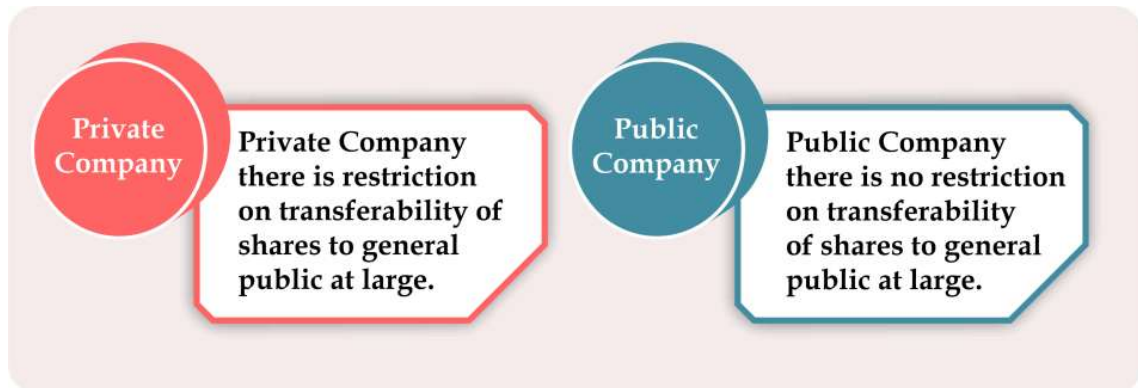 Private
Company
Private Company
there is restriction
on transferability of
shares to general
public at large.
Public
Company
Public Company
there is no restriction
on transferability
of shares to general
public at large.